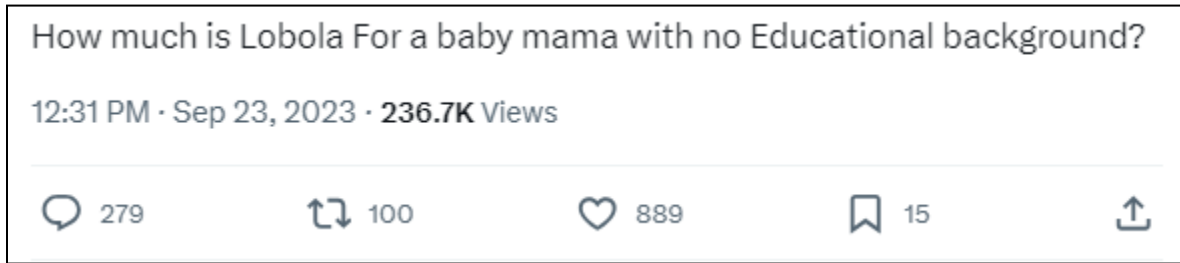 How much is Lobola For a baby mama with no Educational background?
12:31 PM · Sep 23, 2023 · 236.7K Views
279 100 889 15